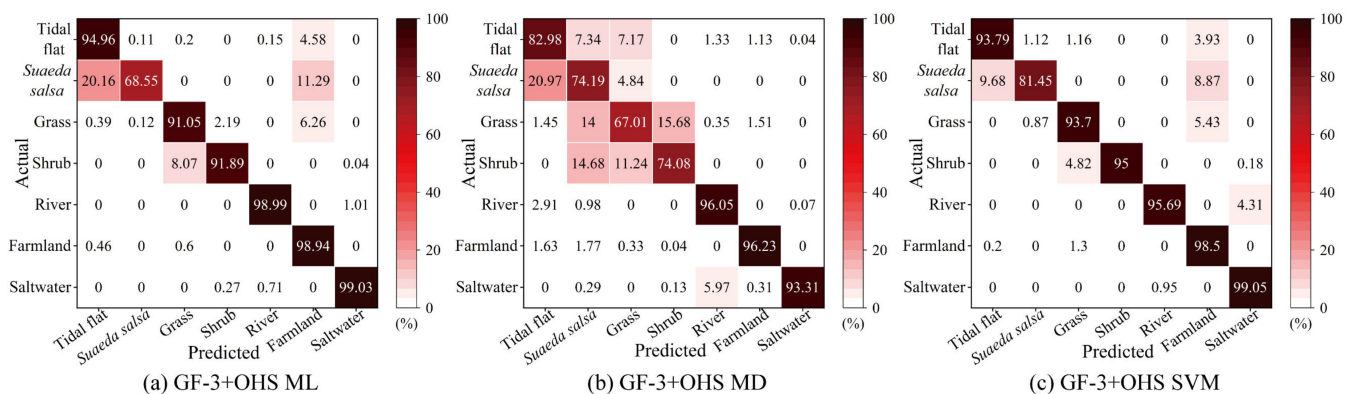 Actual
Tidal flat 94.96 0.11 0.2 0 0.15 4.58 0
Suaeda salsa 20.16 68.55 0 0 0 11.29 0
Grass 0.39 0.12 91.05 2.19 0 6.26 0
Shrub 0 0 8.07 91.89 0 0 0.04
River 0 0 0 0 98.99 0 1.01
Farmland 0.46 0 0.6 0 0 98.94 0
Saltwater 0 0 0 0.27 0.71 0 99.03
Tidal flat Suaeda salsa Grass Shrub River Farmland Saltwater
Predicted
100
80
60
40
20
0
(%)
(a) GF-3+OHS ML
Actual
Tidal flat 82.98 7.34 7.17 0 1.33 1.13 0.04
Suaeda salsa 20.97 74.19 4.84 0 0 0 0
Grass 1.45 14 67.01 15.68 0.35 1.51 0
Shrub 0 14.68 11.24 74.08 0 0 0
River 2.91 0.98 0 0 96.05 0 0.07
Farmland 1.63 1.77 0.33 0.04 0 96.23 0
Saltwater 0 0.29 0 0.13 5.97 0.31 93.31
Tidal flat Suaeda salsa Grass Shrub River Farmland Saltwater
Predicted
100
80
60
40
20
0
(%)
(b) GF-3+OHS MD
Actual
Tidal flat 93.79 1.12 1.16 0 0 3.93 0
Suaeda salsa 9.68 81.45 0 0 0 8.87 0
Grass 0 0.87 93.7 0 0 5.43 0
Shrub 0 0 4.82 95 0 0 0.18
River 0 0 0 0 95.69 0 4.31
Farmland 0.2 0 1.3 0 0 98.5 0
Saltwater 0 0 0 0 0.95 0 99.05
Tidal flat Suaeda salsa Grass Shrub River Farmland Saltwater
Predicted
100
80
60
40
20
0
(%)
(c) GF-3+OHS SVM